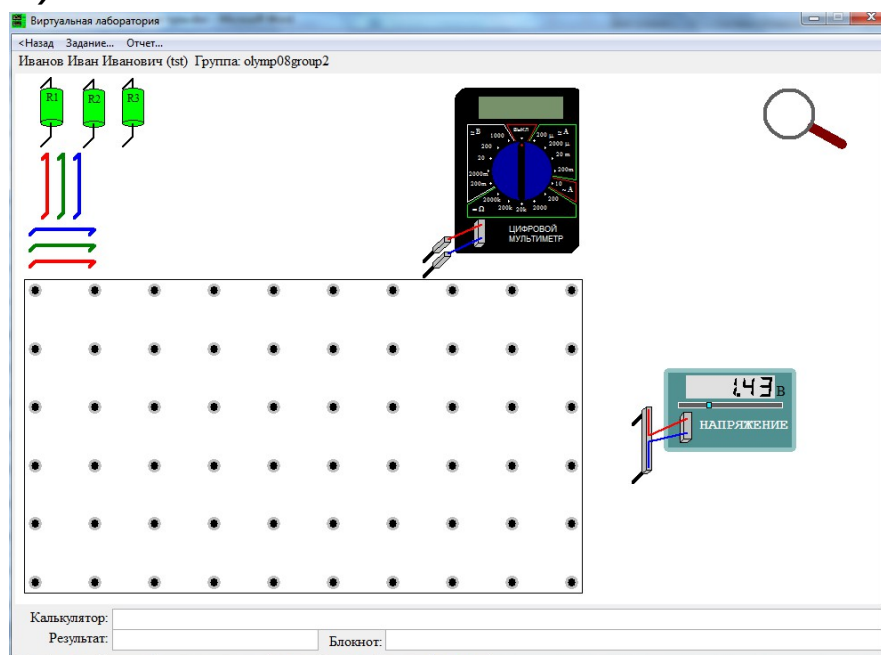 Виртуальная лаборатория
<Назад Задание... Отчет...
Иванов Иван Иванович (tst) Группа: olymp08group2
R1 R2 R3
≃ В 1000 выкл 200 μ ≃ А
200 2000 μ
20 20 m
2000m 200m
200m 10 ~ А
2000k 200
= Ω 200k 20k 2000
ЦИФРОВОЙ
МУЛЬТИМЕТР
1.43 В
НАПРЯЖЕНИЕ
Калькулятор:
Результат: Блокнот: